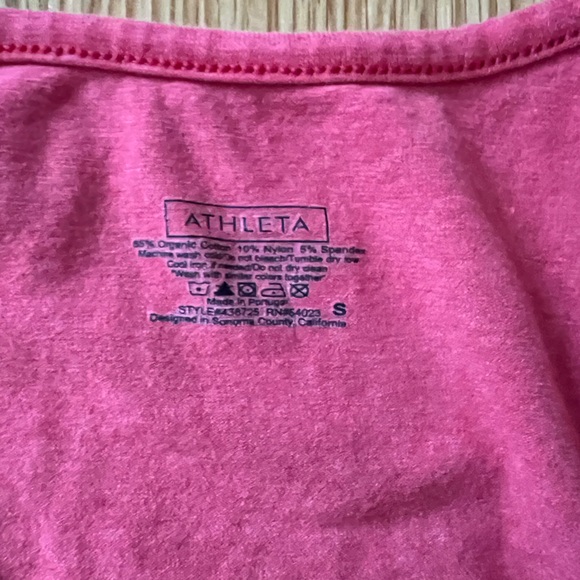 ATHLETA
Organic Cotton 10% Nylon 5% Spandex
Machine wash cold/Do not bleach/Tumble dry low
Cool iron if needed/Do not dry clean
*Wash with similar colors together*
Made in Portugal
STYLE#438725 RN#54023 S
Designed in Sonoma County, California